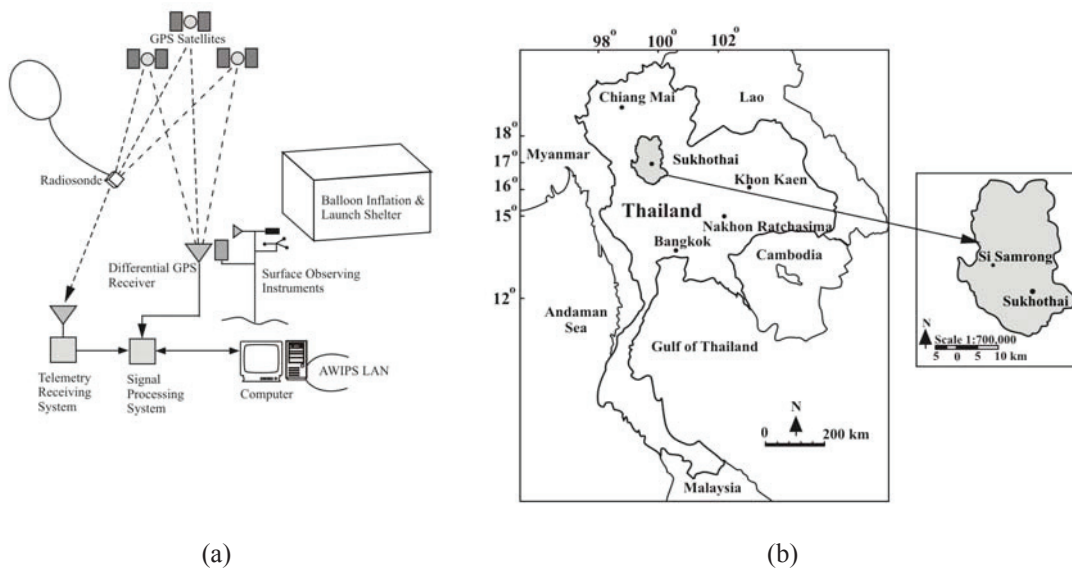 GPS Satellites
Radiosonde
Balloon Inflation &
Launch Shelter
Differential GPS
Receiver
Surface Observing
Instruments
Telemetry
Receiving
System
Signal
Processing
System
Computer
AWIPS LAN
(a)
98° 100° 102°
18°
17°
16°
15°
12°
Chiang Mai
Lao
Myanmar
Sukhothai
Khon Kaen
Thailand
Nakhon Ratchasima
Bangkok
Cambodia
Andaman
Sea
Gulf of Thailand
N
0 200 km
Malaysia
Si Samrong
Sukhothai
N
Scale 1:700,000
5 0 5 10 km
(b)